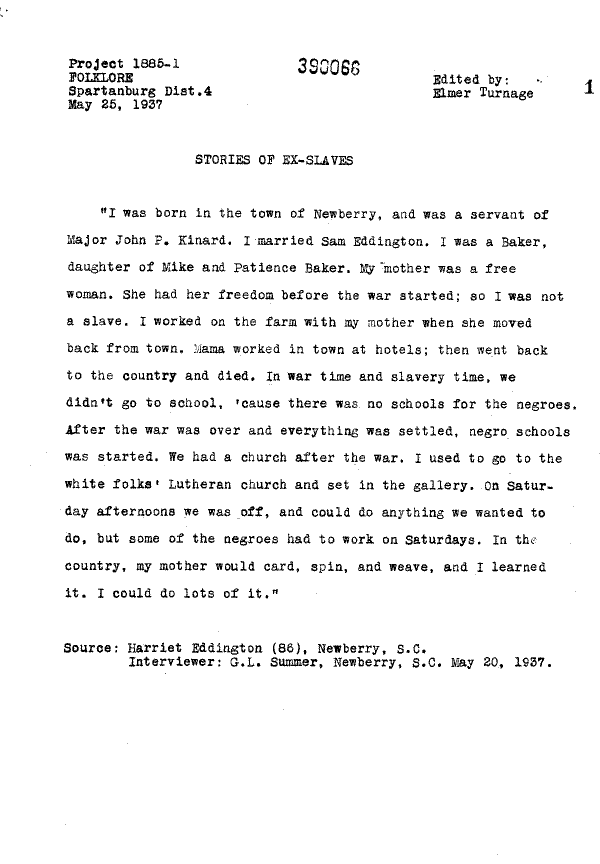 Project 1885-1
FOLKLORE
Spartanburg Dist.4
May 25, 1937
390066
Edited by:
Elmer Turnage
1
STORIES OF EX-SLAVES
"I was born in the town of Newberry, and was a servant of
Major John P. Kinard. I married Sam Eddington. I was a Baker,
daughter of Mike and Patience Baker. My mother was a free
woman. She had her freedom before the war started; so I was not
a slave. I worked on the farm with my mother when she moved
back from town. Mama worked in town at hotels; then went back
to the country and died. In war time and slavery time, we
didn't go to school, 'cause there was no schools for the negroes.
After the war was over and everything was settled, negro schools
was started. We had a church after the war. I used to go to the
white folks' Lutheran church and set in the gallery. On Satur-
day afternoons we was off, and could do anything we wanted to
do, but some of the negroes had to work on Saturdays. In the
country, my mother would card, spin, and weave, and I learned
it. I could do lots of it."
Source: Harriet Eddington (86), Newberry, S.C.
Interviewer: G.L. Summer, Newberry, S.C. May 20, 1937.